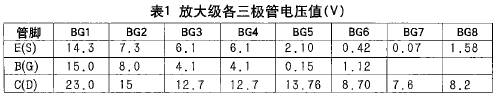 表1 放大级各三极管电压值(V)
管脚 BG1 BG2 BG3 BG4 BG5 BG6 BG7 BG8
E(S) 14.3 7.3 6.1 6.1 2.10 0.42 0.07 1.58
B(G) 15.0 8.0 4.1 4.1 0.15 1.12
C(D) 23.0 15 12.7 12.7 13.76 8.70 7.6 8.2